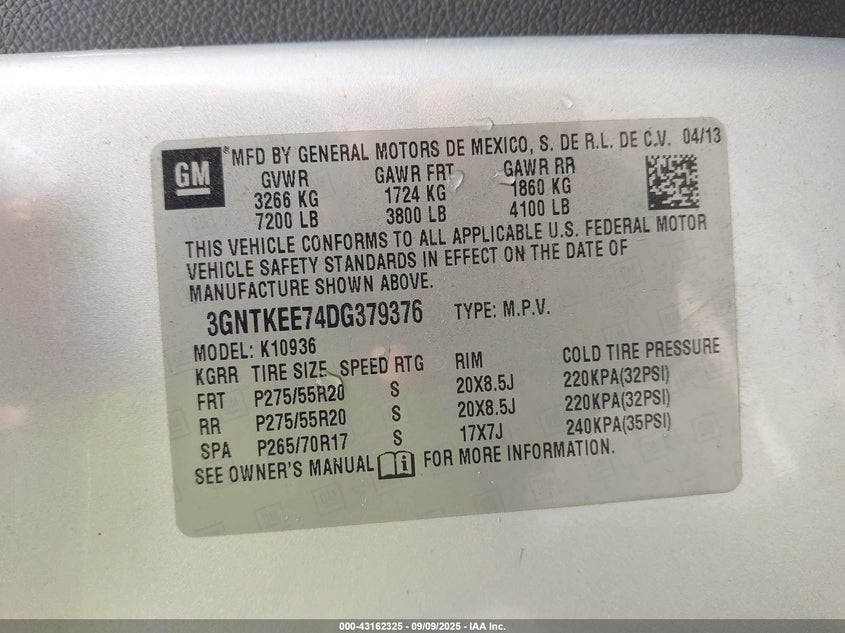 GM ® MFD BY GENERAL MOTORS DE MEXICO, S. DE R.L. DE C.V. 04/13
GVWR GAWR FRT GAWR RR
3266 KG 1724 KG 1860 KG
7200 LB 3800 LB 4100 LB
THIS VEHICLE CONFORMS TO ALL APPLICABLE U.S. FEDERAL MOTOR
VEHICLE SAFETY STANDARDS IN EFFECT ON THE DATE OF
MANUFACTURE SHOWN ABOVE.
3GNTKEE74DG379376 TYPE: M.P.V.
MODEL: K10936
KGRR TIRE SIZE SPEED RTG RIM COLD TIRE PRESSURE
FRT P275/55R20 S 20X8.5J 220KPA(32PSI)
RR P275/55R20 S 20X8.5J 220KPA(32PSI)
SPA P265/70R17 S 17X7J 240KPA(35PSI)
SEE OWNER'S MANUAL i FOR MORE INFORMATION.
000-43162325 - 09/09/2025 - IAA Inc.